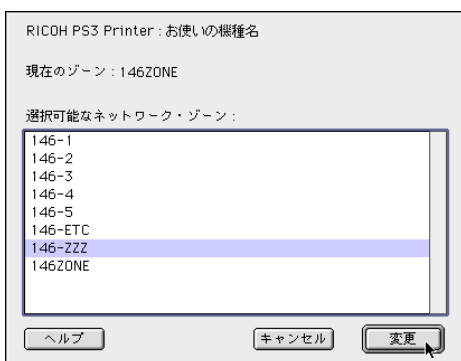 RICOH PS3 Printer : お使いの機種名
現在のゾーン : 146ZONE
選択可能なネットワーク・ゾーン :
146-1
146-2
146-3
146-4
146-5
146-ETC
146-ZZZ
146ZONE
ヘルプ
キャンセル
変更